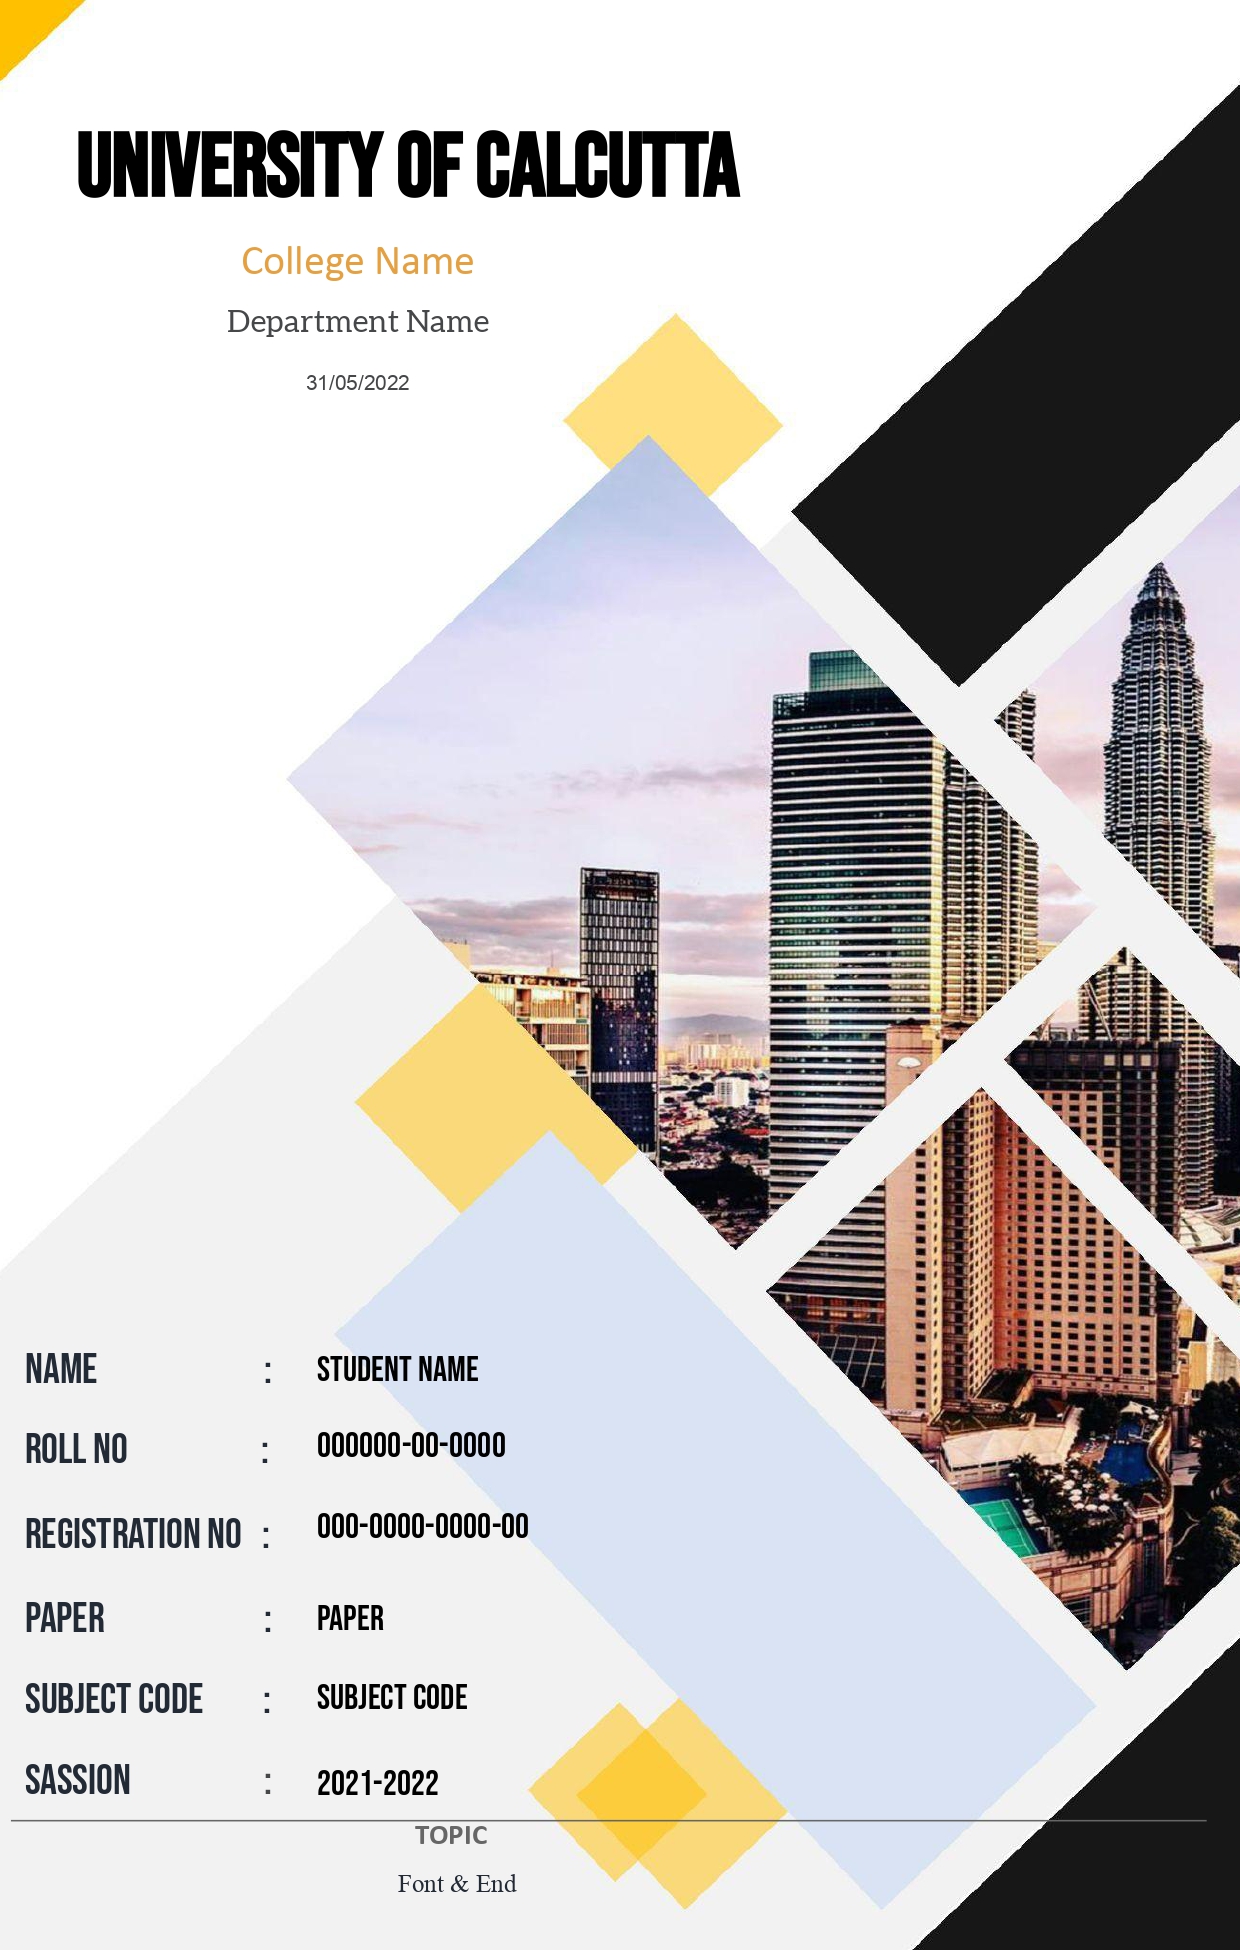 UNIVERSITY OF CALCUTTA
College Name
Department Name
31/05/2022
NAME : STUDENT NAME
ROLL NO : 000000-00-0000
REGISTRATION NO : 000-0000-0000-00
PAPER : PAPER
SUBJECT CODE : SUBJECT CODE
SASSION : 2021-2022
TOPIC
Font & End